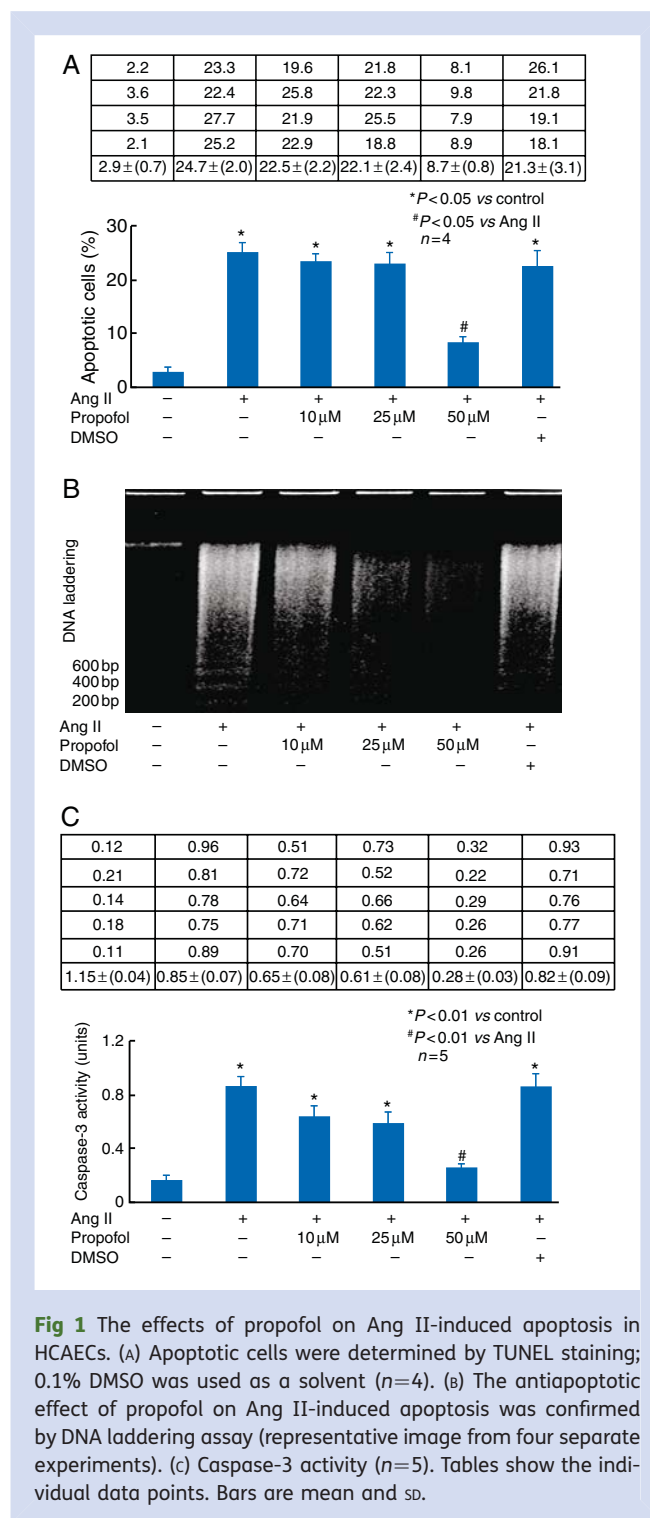 A
2.2 23.3 19.6 21.8 8.1 26.1
3.6 22.4 25.8 22.3 9.8 21.8
3.5 27.7 21.9 25.5 7.9 19.1
2.1 25.2 22.9 18.8 8.9 18.1
2.9±(0.7) 24.7±(2.0) 22.5±(2.2) 22.1±(2.4) 8.7±(0.8) 21.3±(3.1)
*P<0.05 vs control
#P<0.05 vs Ang II
n=4
Apoptotic cells (%)
30
20
10
0
* * * # *
Ang II – + + + + +
Propofol – – 10 µM 25 µM 50 µM –
DMSO – – – – – +
B
DNA laddering
600 bp
400 bp
200 bp
Ang II – + + + + +
Propofol – – 10 µM 25 µM 50 µM –
DMSO – – – – – +
C
0.12 0.96 0.51 0.73 0.32 0.93
0.21 0.81 0.72 0.52 0.22 0.71
0.14 0.78 0.64 0.66 0.29 0.76
0.18 0.75 0.71 0.62 0.26 0.77
0.11 0.89 0.70 0.51 0.26 0.91
1.15±(0.04) 0.85±(0.07) 0.65±(0.08) 0.61±(0.08) 0.28±(0.03) 0.82±(0.09)
*P<0.01 vs control
#P<0.01 vs Ang II
n=5
Caspase-3 activity (units)
1.2
0.8
0.4
0
* * * # *
Ang II – + + + + +
Propofol – – 10 µM 25 µM 50 µM –
DMSO – – – – – +
Fig 1 The effects of propofol on Ang II-induced apoptosis in
HCAECs. (A) Apoptotic cells were determined by TUNEL staining;
0.1% DMSO was used as a solvent (n=4). (B) The antiapoptotic
effect of propofol on Ang II-induced apoptosis was confirmed
by DNA laddering assay (representative image from four separate
experiments). (C) Caspase-3 activity (n=5). Tables show the indi-
vidual data points. Bars are mean and SD.